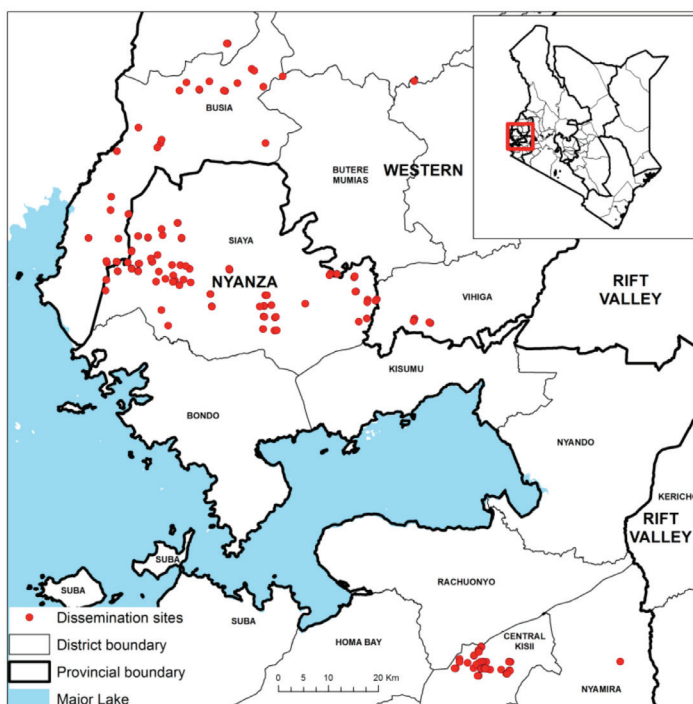 BUSIA
BUTERE
MUMIAS
WESTERN
SIAYA
NYANZA
VIHIGA
RIFT
VALLEY
KISUMU
BONDO
NYANDO
KERICHO
RIFT
VALLEY
SUBA
SUBA
RACHUONYO
SUBA
HOMA BAY
CENTRAL
KISII
NYAMIRA
Dissemination sites
District boundary
Provincial boundary
Major Lake
0 5 10 20 Km